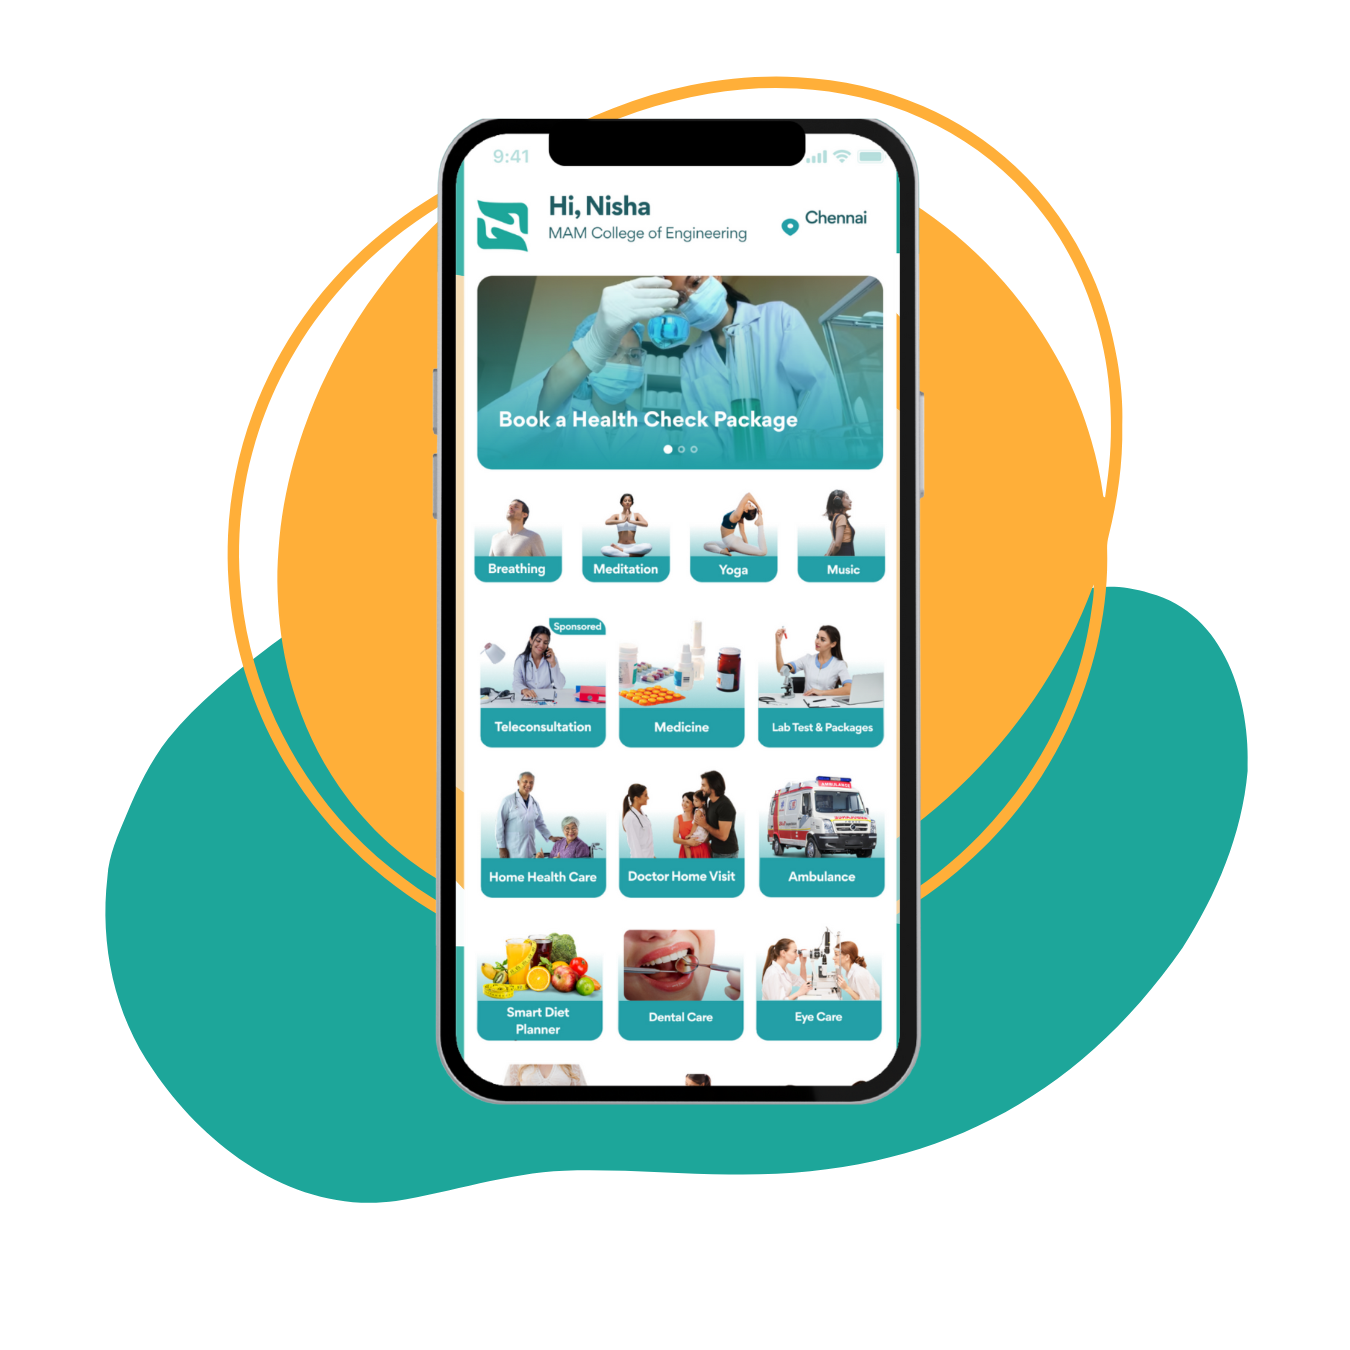 9:41
Hi, Nisha
MAM College of Engineering
Chennai
Book a Health Check Package
Breathing
Meditation
Yoga
Music
Sponsored
Teleconsultation
Medicine
Lab Test & Packages
Home Health Care
Doctor Home Visit
AMBULANCE
Ambulance
Smart Diet
Planner
Dental Care
Eye Care